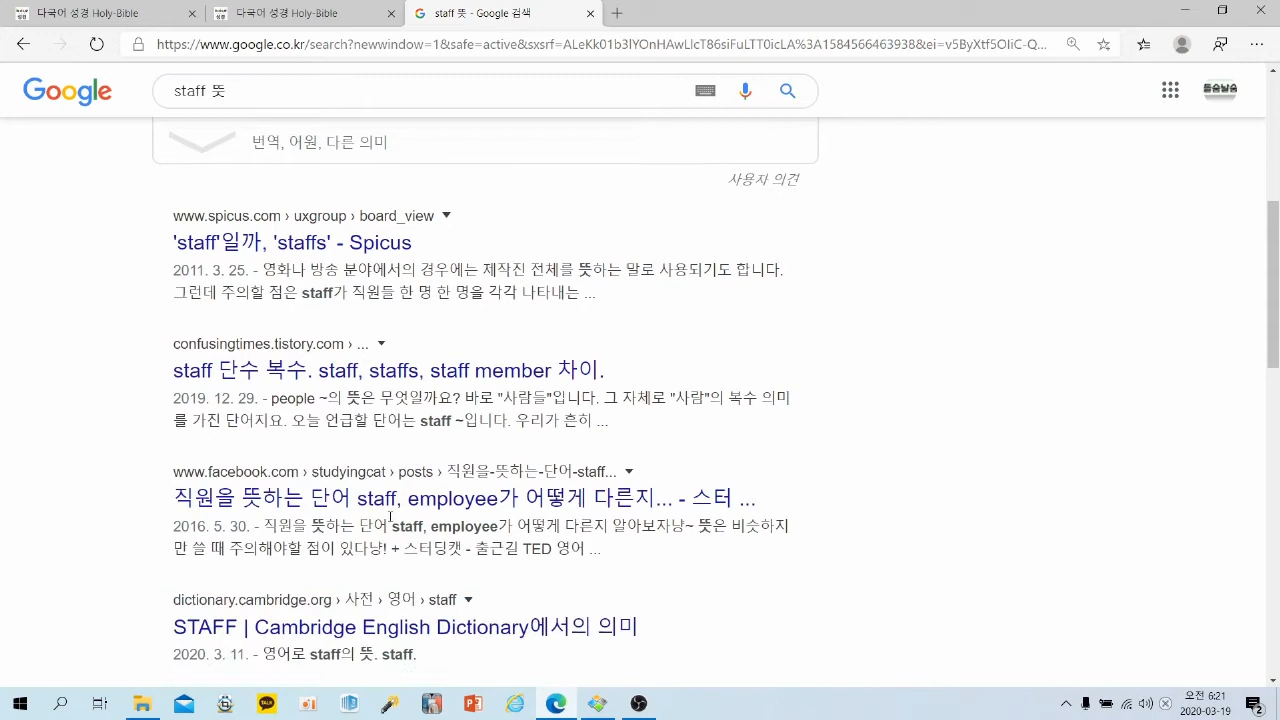 다국어 성경 Holy-Bible
다국어 성경 Holy-Bible
staff 뜻 - Google 검색
https://www.google.co.kr/search?newwindow=1&safe=active&sxsrf=ALeKk01b3lYOnHAwLlcT86siFuLTT0icLA%3A1584566463938&ei=v5ByXtf5OIiC-Q...
Google
staff 뜻
번역, 어원, 다른 의미
사용자 의견
www.spicus.com › uxgroup › board_view
'staff'일까, 'staffs' - Spicus
2011. 3. 25. - 영화나 방송 분야에서의 경우에는 제작진 전체를 뜻하는 말로 사용되기도 합니다.
그런데 주의할 점은 staff가 직원들 한 명 한 명을 각각 나타내는 ...
confusingtimes.tistory.com › ...
staff 단수 복수. staff, staffs, staff member 차이.
2019. 12. 29. - people ~의 뜻은 무엇일까요? 바로 "사람들"입니다. 그 자체로 "사람"의 복수 의미
를 가진 단어지요. 오늘 언급할 단어는 staff ~입니다. 우리가 흔히 ...
www.facebook.com › studyingcat › posts › 직원을-뜻하는-단어-staff...
직원을 뜻하는 단어 staff, employee가 어떻게 다른지... - 스터 ...
2016. 5. 30. - 직원을 뜻하는 단어 staff, employee가 어떻게 다른지 알아보자냥~ 뜻은 비슷하지
만 쓸 때 주의해야할 점이 있다냥! + 스터딩캣 - 출근길 TED 영어 ...
dictionary.cambridge.org › 사전 › 영어 › staff
STAFF | Cambridge English Dictionary에서의 의미
2020. 3. 11. - 영어로 staff의 뜻. staff.
TALK
오전 6:21
2020-03-19
2